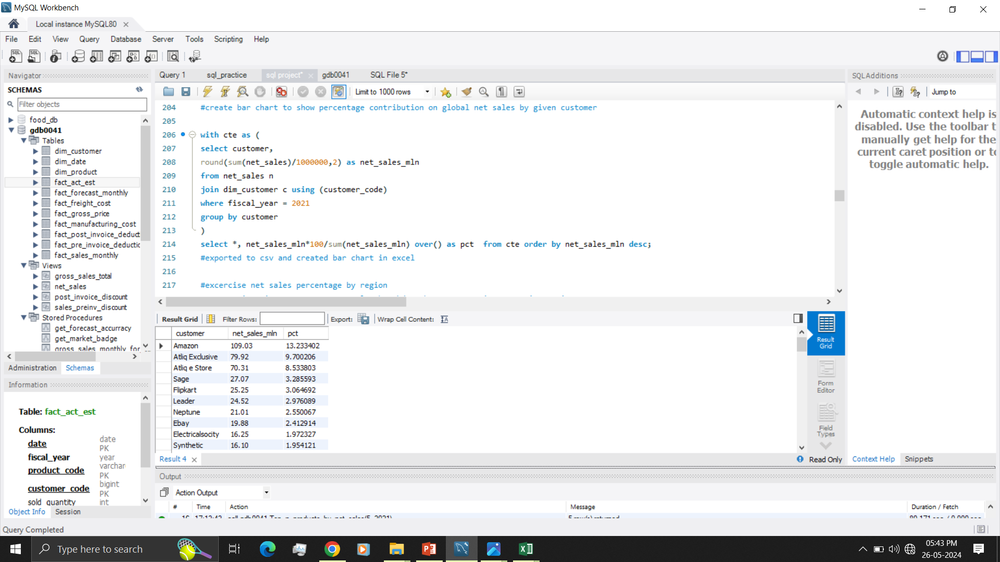 MySQL Workbench
Local instance MySQL80
File Edit View Query Database Server Tools Scripting Help
Navigator
SCHEMAS
Filter objects
food_db
gdb0041
Tables
dim_customer
dim_date
dim_product
fact_act_est
fact_forecast_monthly
fact_freight_cost
fact_gross_price
fact_manufacturing_cost
fact_post_invoice_deduct
fact_pre_invoice_deductic
fact_sales_monthly
Views
gross_sales_total
net_sales
post_invoice_discount
sales_preinv_discount
Stored Procedures
get_forecast_accurracy
get_market_badge
gross_sales_monthly_for
Administration Schemas
Information
Table: fact_act_est
Columns:
date date PK
fiscal_year year
product_code varchar PK
customer_code bigint PK
sold_quantity int
Object Info Session
Query 1 sql_practice sql project* gdb0041 SQL File 5*
Limit to 1000 rows
204 #create bar chart to show percentage contribution on global net sales by given customer
205
206 with cte as (
207 select customer,
208 round(sum(net_sales)/1000000,2) as net_sales_mln
209 from net_sales n
210 join dim_customer c using (customer_code)
211 where fiscal_year = 2021
212 group by customer
213 )
214 select *, net_sales_mln*100/sum(net_sales_mln) over() as pct from cte order by net_sales_mln desc;
215 #exported to csv and created bar chart in excel
216
217 #excercise net sales percentage by region
Result Grid Filter Rows: Export: Wrap Cell Content:
customer net_sales_mln pct
Amazon 109.03 13.233402
Atliq Exclusive 79.92 9.700206
Atliq e Store 70.31 8.533803
Sage 27.07 3.285593
Flipkart 25.25 3.064692
Leader 24.52 2.976089
Neptune 21.01 2.550067
Ebay 19.88 2.412914
Electricalsocity 16.25 1.972327
Synthetic 16.10 1.954121
Result Grid
Form Editor
Field Types
Result 4
Read Only
SQLAdditions
Jump to
Automatic context help is
disabled. Use the toolbar t
manually get help for the
current caret position or to
toggle automatic help.
Context Help Snippets
Output
Action Output
# Time Action Message Duration / Fetch
16 17:13:42 call gdb0041.Top_n_products_by_net_sales(5, 2021) 5 row(s) returned
Query Completed
Type here to search
05:43 PM
26-05-2024